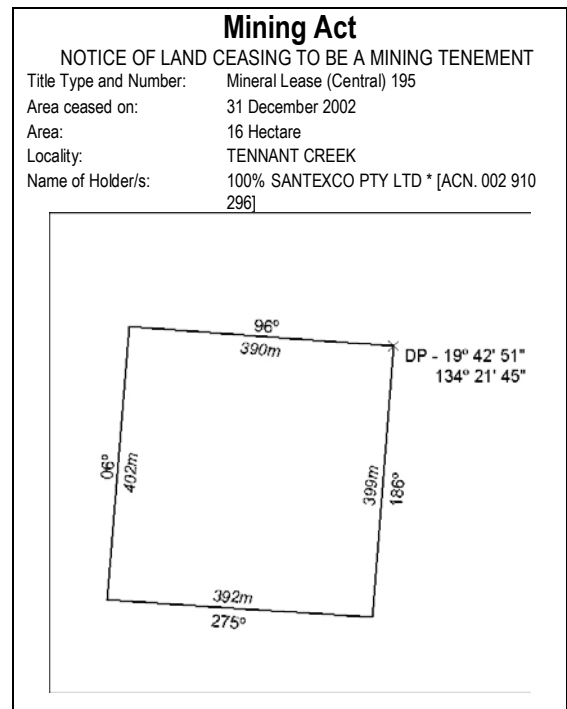 Mining Act
NOTICE OF LAND CEASING TO BE A MINING TENEMENT
Title Type and Number: Mineral Lease (Central) 195
Area ceased on: 31 December 2002
Area: 16 Hectare
Locality: TENNANT CREEK
Name of Holder/s: 100% SANTEXCO PTY LTD * [ACN. 002 910
296]
96º
390m
DP - 19º 42' 51"
134º 21' 45"
06º
402m
399m
186º
392m
275º